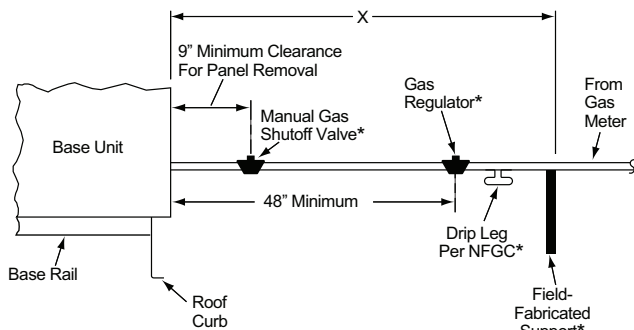 X
9” Minimum Clearance
For Panel Removal
Gas
Regulator*
From
Gas
Meter
Manual Gas
Shutoff Valve*
Base Unit
48” Minimum
Drip Leg
Per NFGC*
Base Rail
Roof
Curb
Field-
Fabricated
Support*